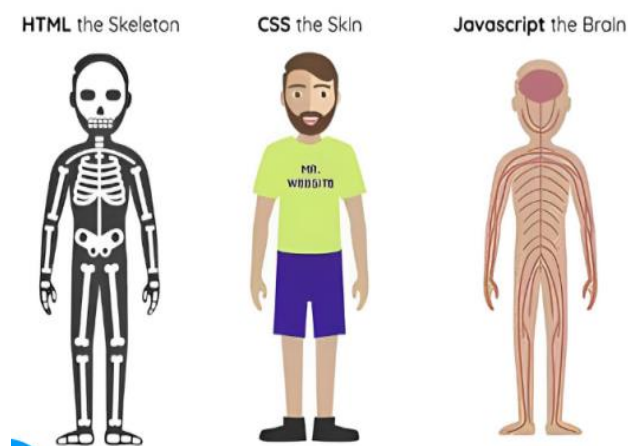 HTML the Skeleton
CSS the Skin
Javascript the Brain
MR.